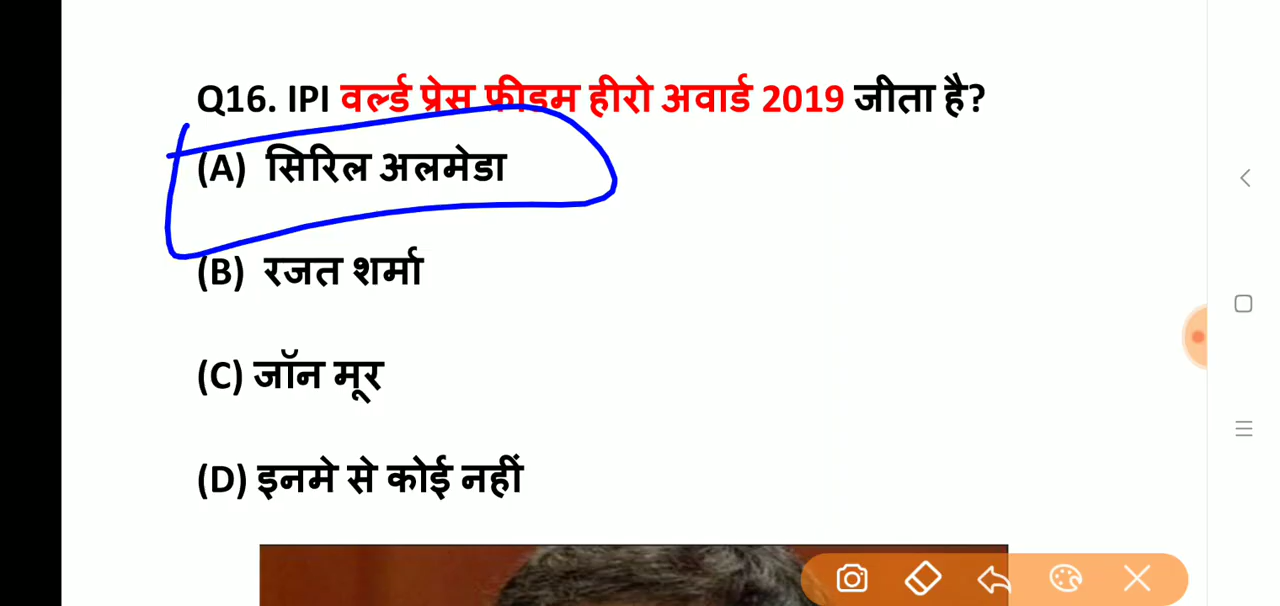 Q16. IPI वर्ल्ड प्रेस फ्रीडम हीरो अवार्ड 2019 जीता है?
(A) सिरिल अलमेडा
(B) रजत शर्मा
(C) जॉन मूर
(D) इनमे से कोई नहीं